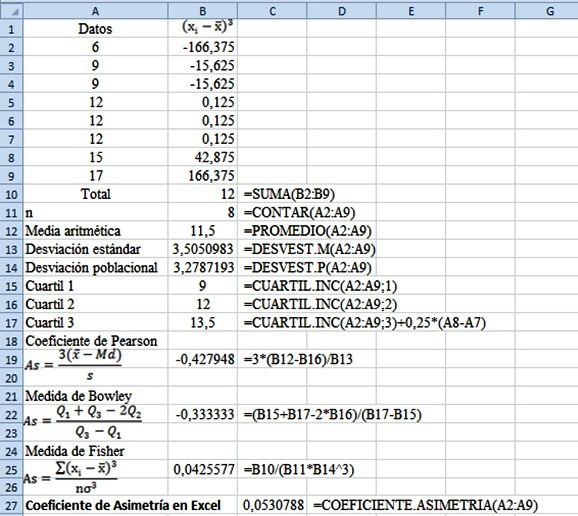 A B C D E F G
1 Datos (xᵢ − x̄)³
2 6 -166,375
3 9 -15,625
4 9 -15,625
5 12 0,125
6 12 0,125
7 12 0,125
8 15 42,875
9 17 166,375
10 Total 12 =SUMA(B2:B9)
11 n 8 =CONTAR(A2:A9)
12 Media aritmética 11,5 =PROMEDIO(A2:A9)
13 Desviación estándar 3,5050983 =DESVEST.M(A2:A9)
14 Desviación poblacional 3,2787193 =DESVEST.P(A2:A9)
15 Cuartil 1 9 =CUARTIL.INC(A2:A9;1)
16 Cuartil 2 12 =CUARTIL.INC(A2:A9;2)
17 Cuartil 3 13,5 =CUARTIL.INC(A2:A9;3)+0,25*(A8-A7)
18 Coeficiente de Pearson
19 As = 3(x̄ − Md) / s -0,427948 =3*(B12-B16)/B13
20
21 Medida de Bowley
22 As = Q₁ + Q₃ − 2Q₂ / Q₃ − Q₁ -0,333333 =(B15+B17-2*B16)/(B17-B15)
23
24 Medida de Fisher
25 As = Σ(xᵢ − x̄)³ / nσ³ 0,0425577 =B10/(B11*B14^3)
26
27 Coeficiente de Asimetría en Excel 0,0530788 =COEFICIENTE.ASIMETRIA(A2:A9)